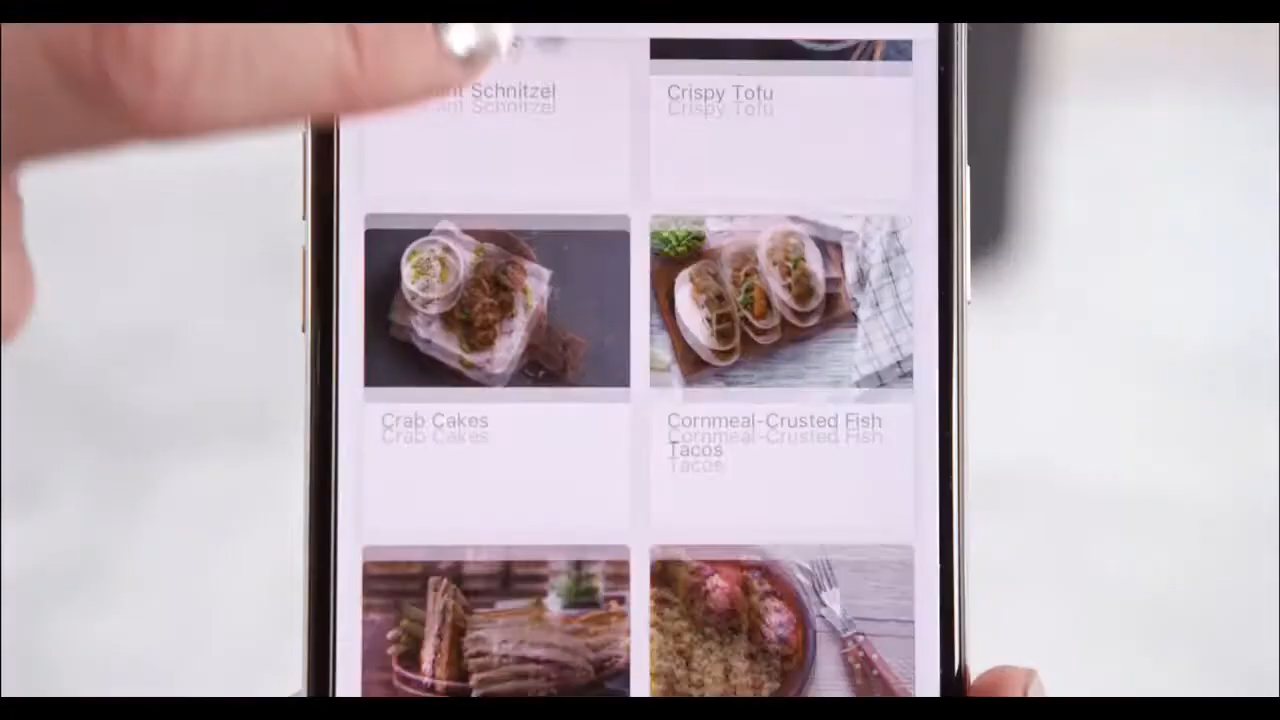 Schnitzel
Crispy Tofu
Crab Cakes
Cornmeal-Crusted Fish
Tacos